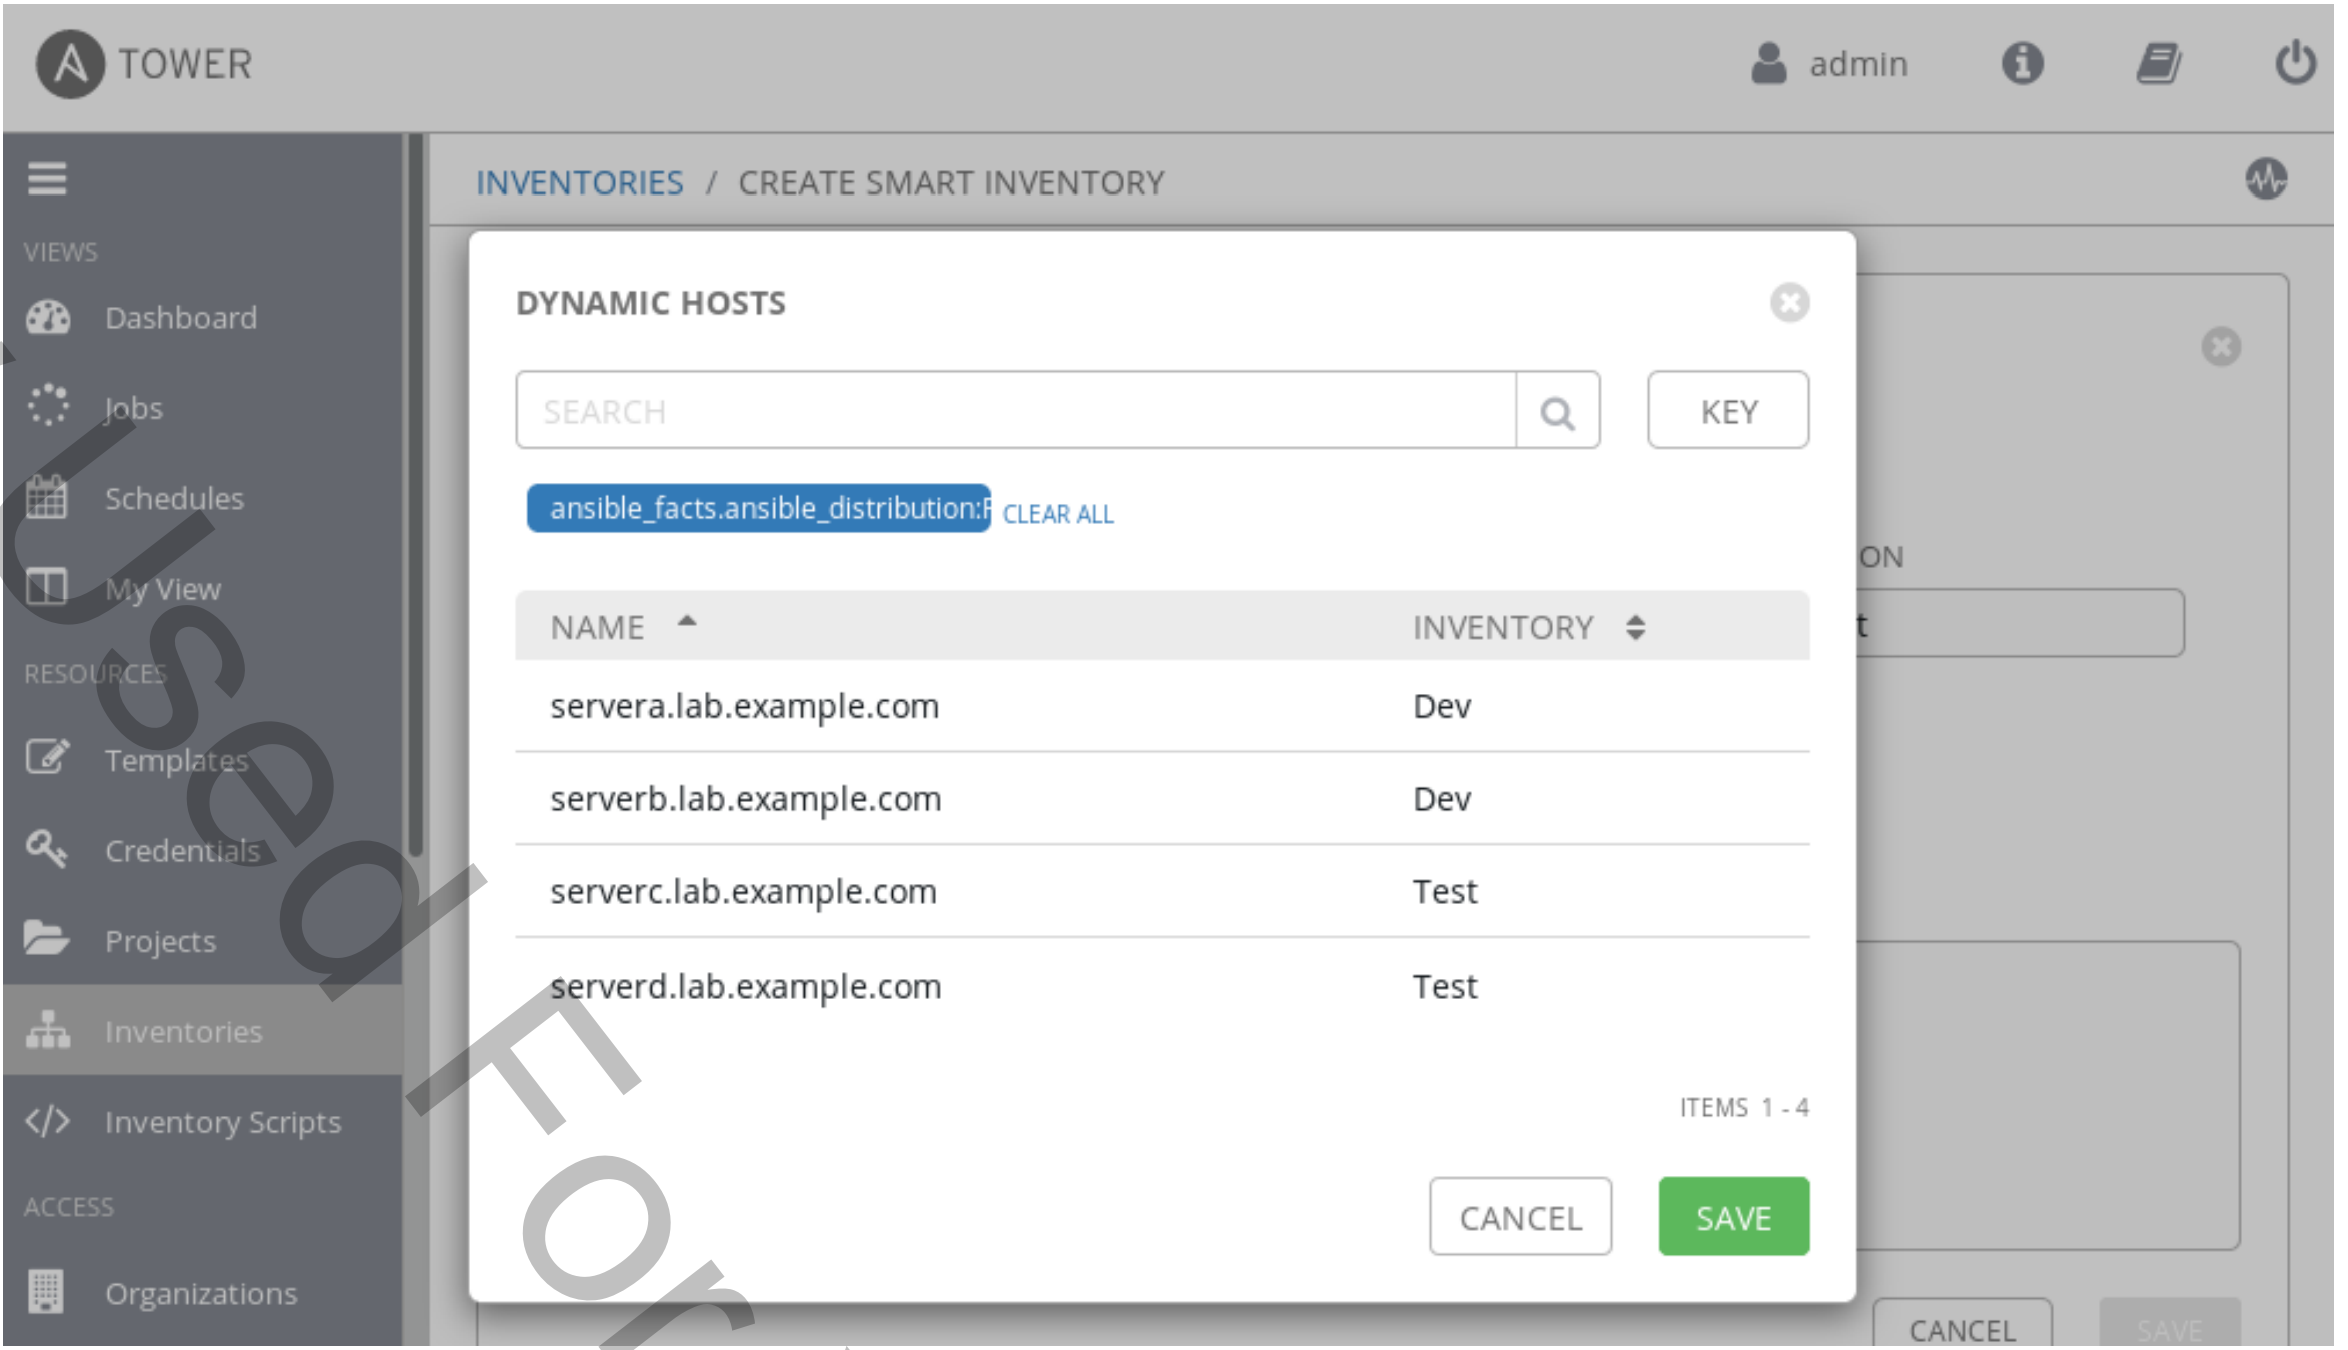 TOWER
admin
INVENTORIES / CREATE SMART INVENTORY
VIEWS
Dashboard
Jobs
Schedules
My View
RESOURCES
Templates
Credentials
Projects
Inventories
Inventory Scripts
ACCESS
Organizations
DYNAMIC HOSTS
SEARCH
KEY
ansible_facts.ansible_distribution: CLEAR ALL
NAME INVENTORY
servera.lab.example.com Dev
serverb.lab.example.com Dev
serverc.lab.example.com Test
serverd.lab.example.com Test
ITEMS 1 - 4
CANCEL SAVE
ON
t
CANCEL SAVE
Used For